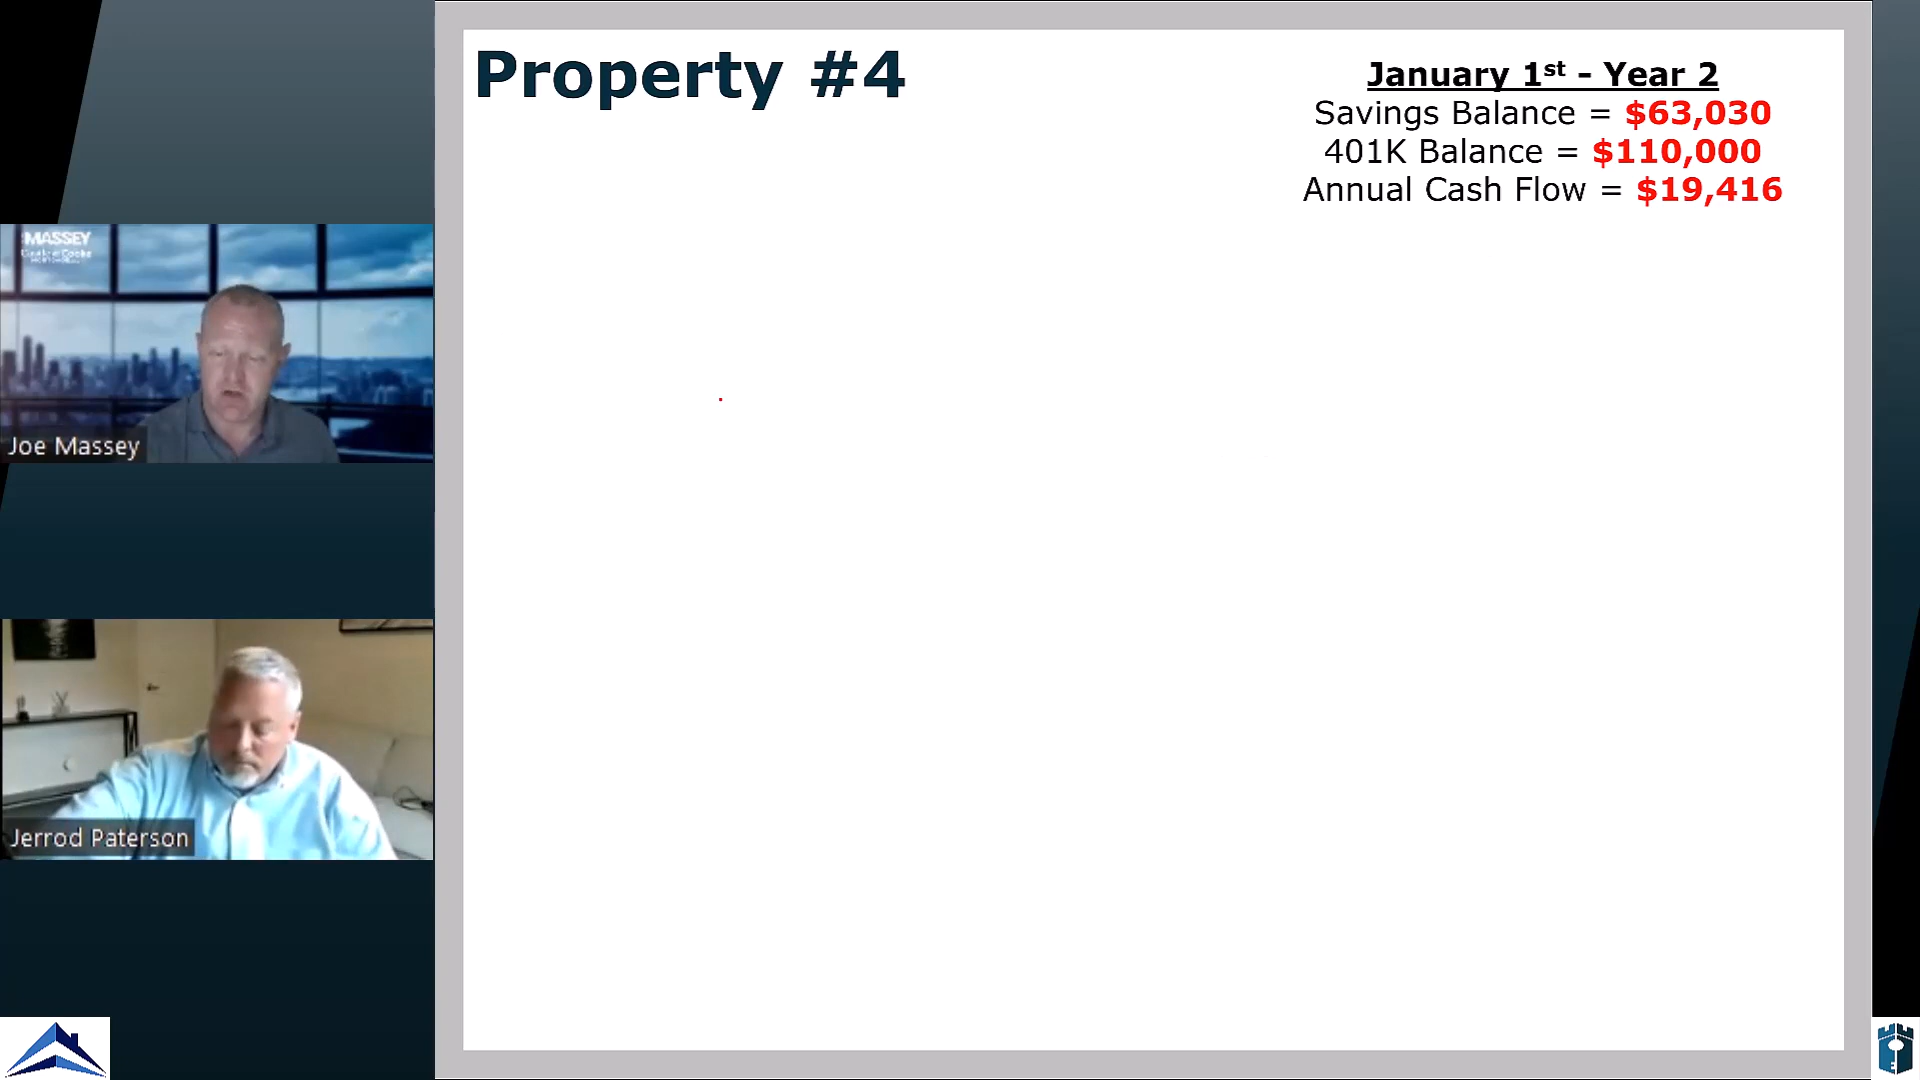 Property #4
January 1st - Year 2
Savings Balance = $63,030
401K Balance = $110,000
Annual Cash Flow = $19,416
MASSEY
Joe Massey
Jerrod Paterson